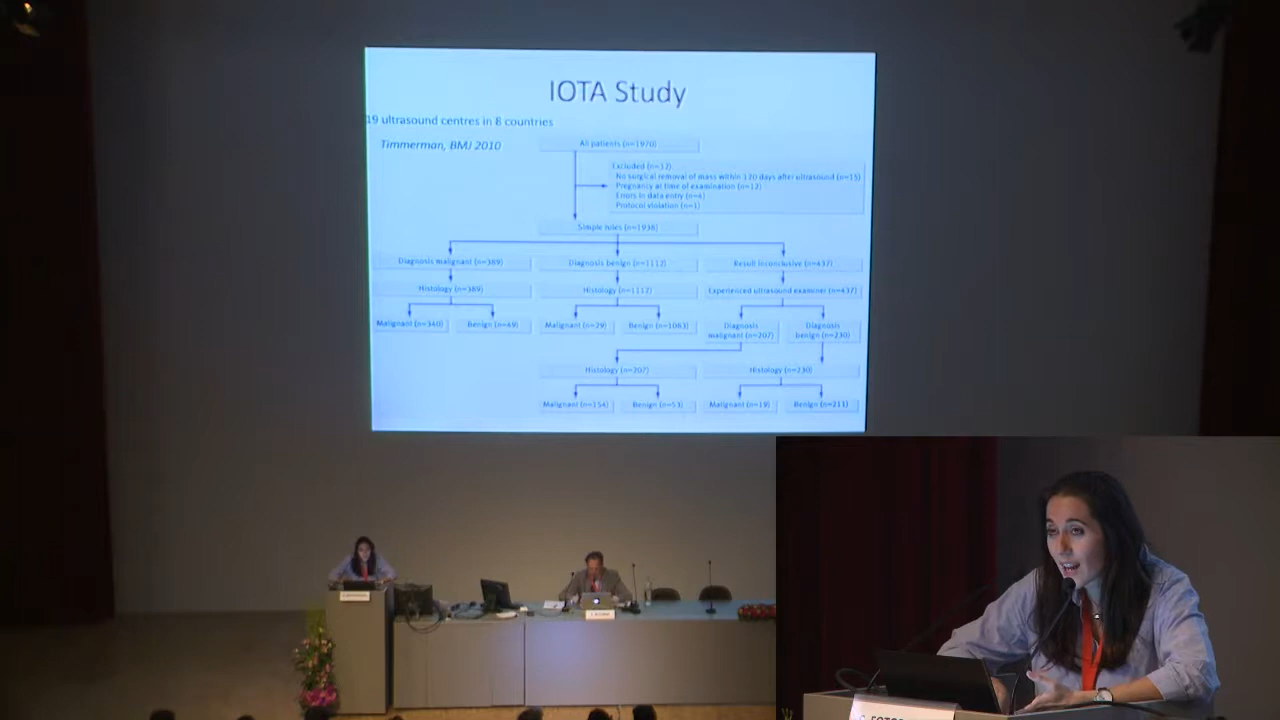 IOTA Study
19 ultrasound centres in 8 countries
Timmerman, BMJ 2010
All patients (n=1970)
Excluded (n=32)
No surgical removal of mass within 120 days after ultrasound (n=15)
Pregnancy at time of examination (n=12)
Errors in data entry (n=4)
Protocol violation (n=1)
Simple rules (n=1938)
Diagnosis malignant (n=389)
Diagnosis benign (n=1112)
Result inconclusive (n=437)
Histology (n=389)
Histology (n=1112)
Experienced ultrasound examiner (n=437)
Malignant (n=340)
Benign (n=49)
Malignant (n=29)
Benign (n=1083)
Diagnosis
malignant (n=207)
Diagnosis
benign (n=230)
Histology (n=207)
Histology (n=230)
Malignant (n=154)
Benign (n=53)
Malignant (n=19)
Benign (n=211)